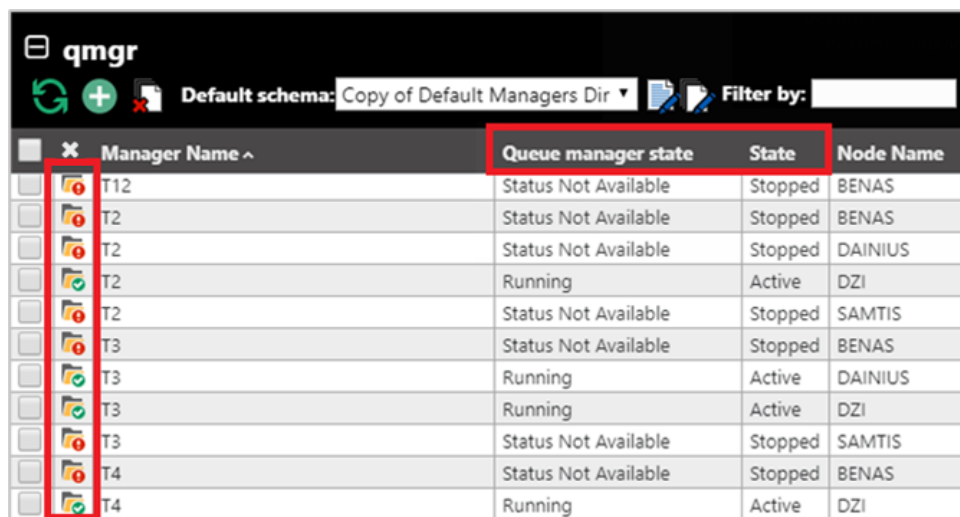 qmgr
Default schema: Copy of Default Managers Dir Filter by:
Manager Name Queue manager state State Node Name
T12 Status Not Available Stopped BENAS
T2 Status Not Available Stopped BENAS
T2 Status Not Available Stopped DAINIUS
T2 Running Active DZI
T2 Status Not Available Stopped SAMTIS
T3 Status Not Available Stopped BENAS
T3 Running Active DAINIUS
T3 Running Active DZI
T3 Status Not Available Stopped SAMTIS
T4 Status Not Available Stopped BENAS
T4 Running Active DZI